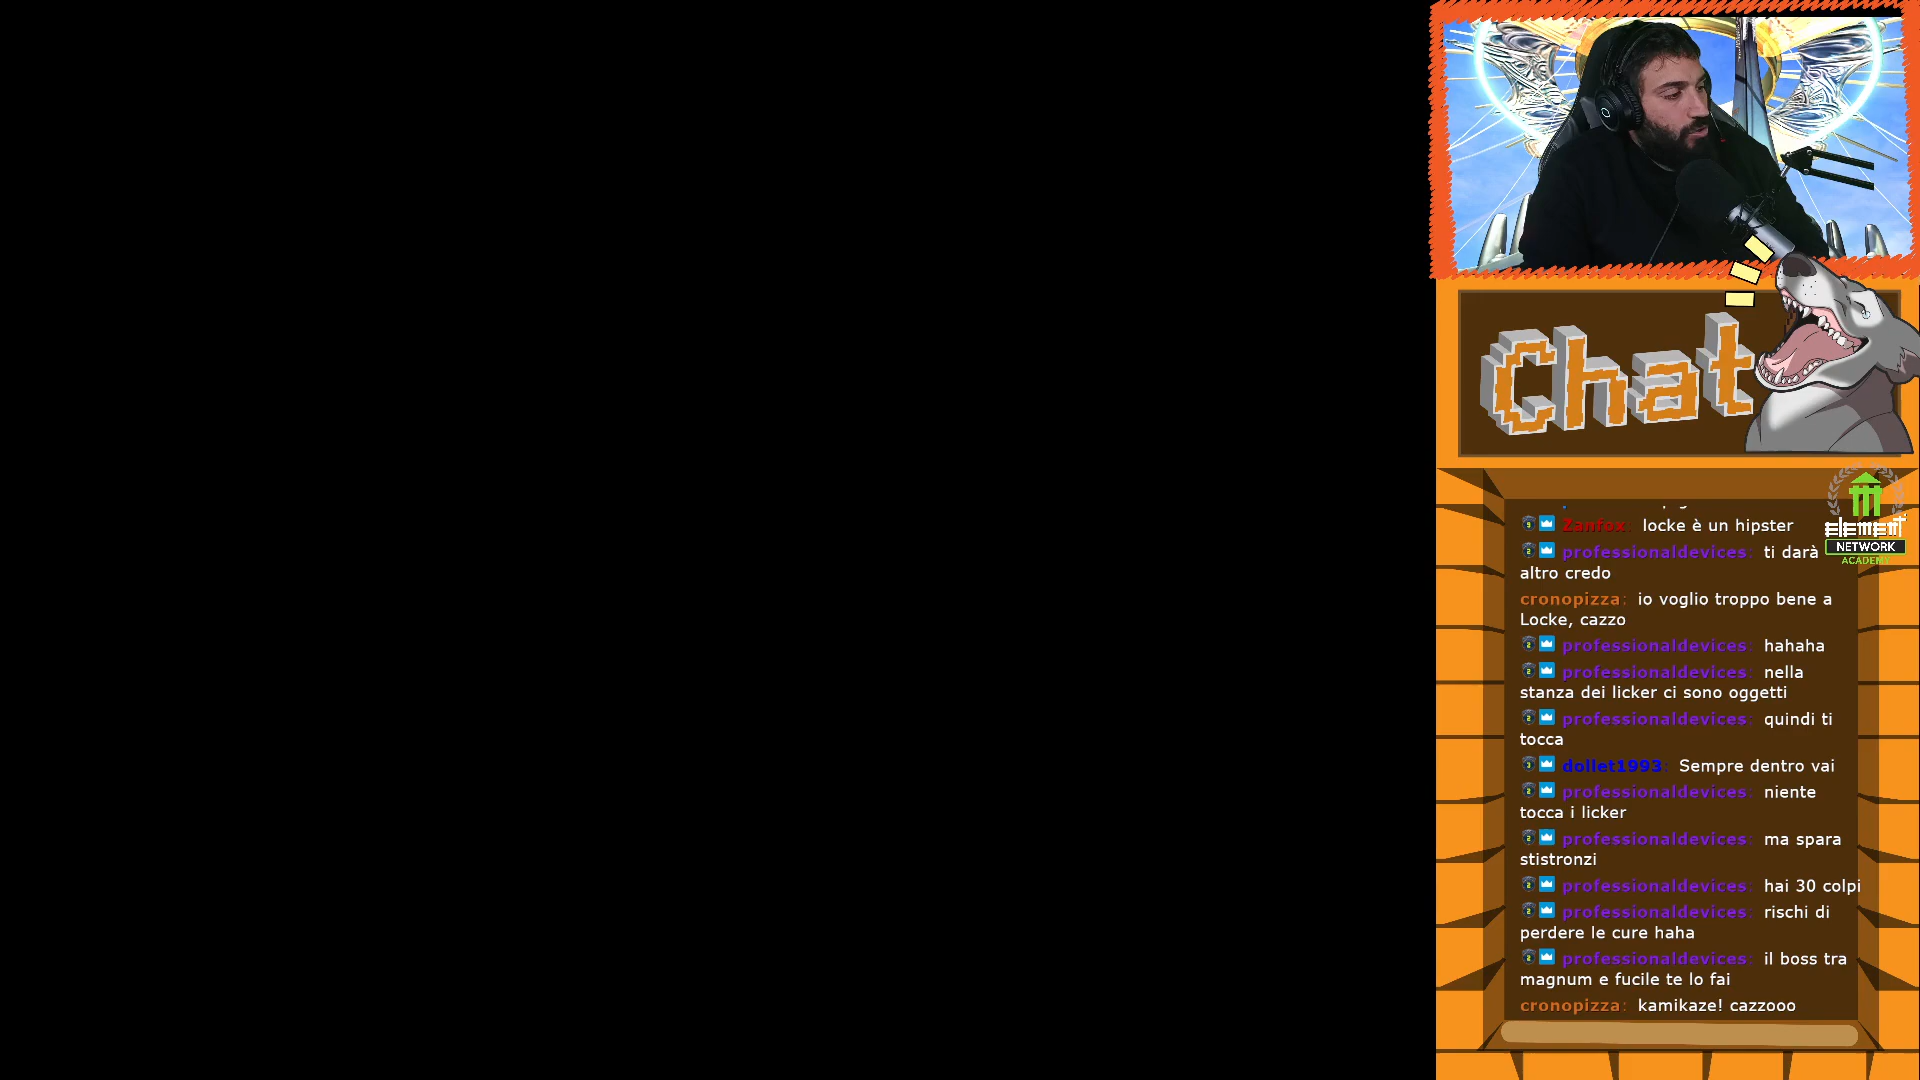 Chat
ELEMENT
NETWORK
ACADEMY
Zanfox: locke è un hipster
professionaldevices: ti darà
altro credo
cronopizza: io voglio troppo bene a
Locke, cazzo
professionaldevices: hahaha
professionaldevices: nella
stanza dei licker ci sono oggetti
professionaldevices: quindi ti
tocca
dollet1993: Sempre dentro vai
professionaldevices: niente
tocca i licker
professionaldevices: ma spara
stistronzi
professionaldevices: hai 30 colpi
professionaldevices: rischi di
perdere le cure haha
professionaldevices: il boss tra
magnum e fucile te lo fai
cronopizza: kamikaze! cazzooo